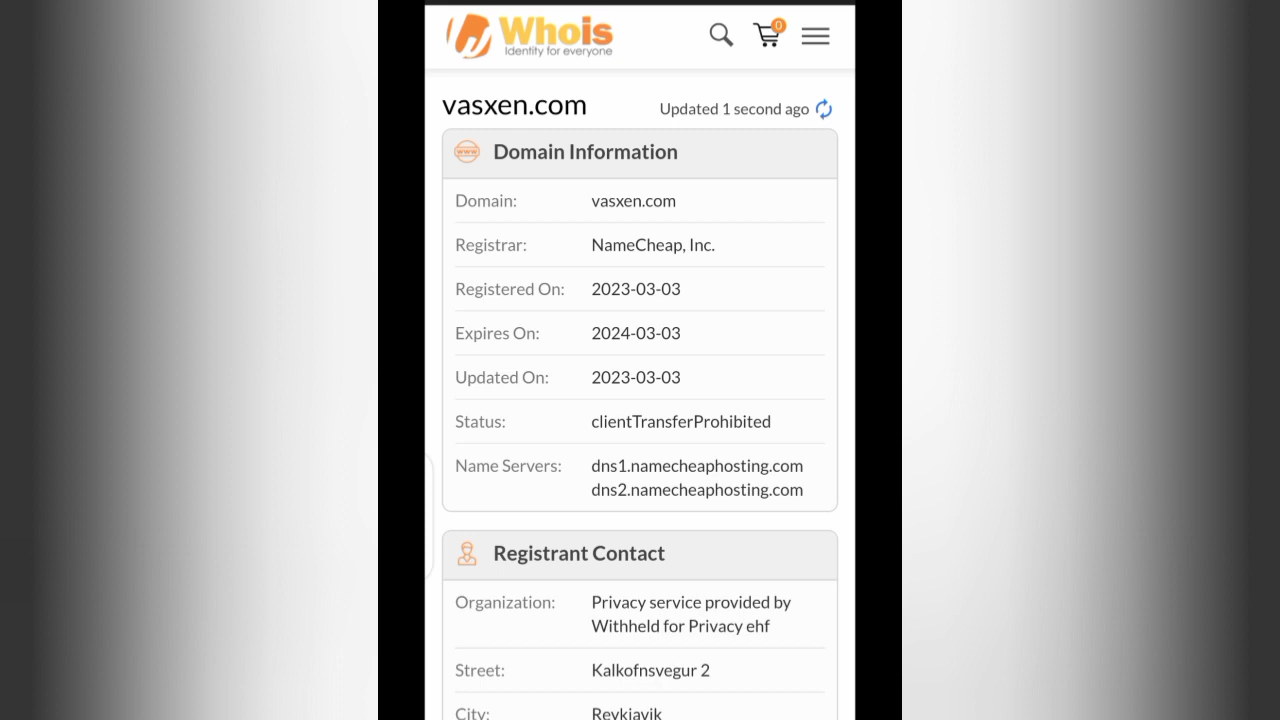 Whois
Identity for everyone
0
vasxen.com
Updated 1 second ago
www
Domain Information
Domain: vasxen.com
Registrar: NameCheap, Inc.
Registered On: 2023-03-03
Expires On: 2024-03-03
Updated On: 2023-03-03
Status: clientTransferProhibited
Name Servers: dns1.namecheaphosting.com
dns2.namecheaphosting.com
Registrant Contact
Organization: Privacy service provided by
Withheld for Privacy ehf
Street: Kalkofnsvegur 2
City: Reykjavik